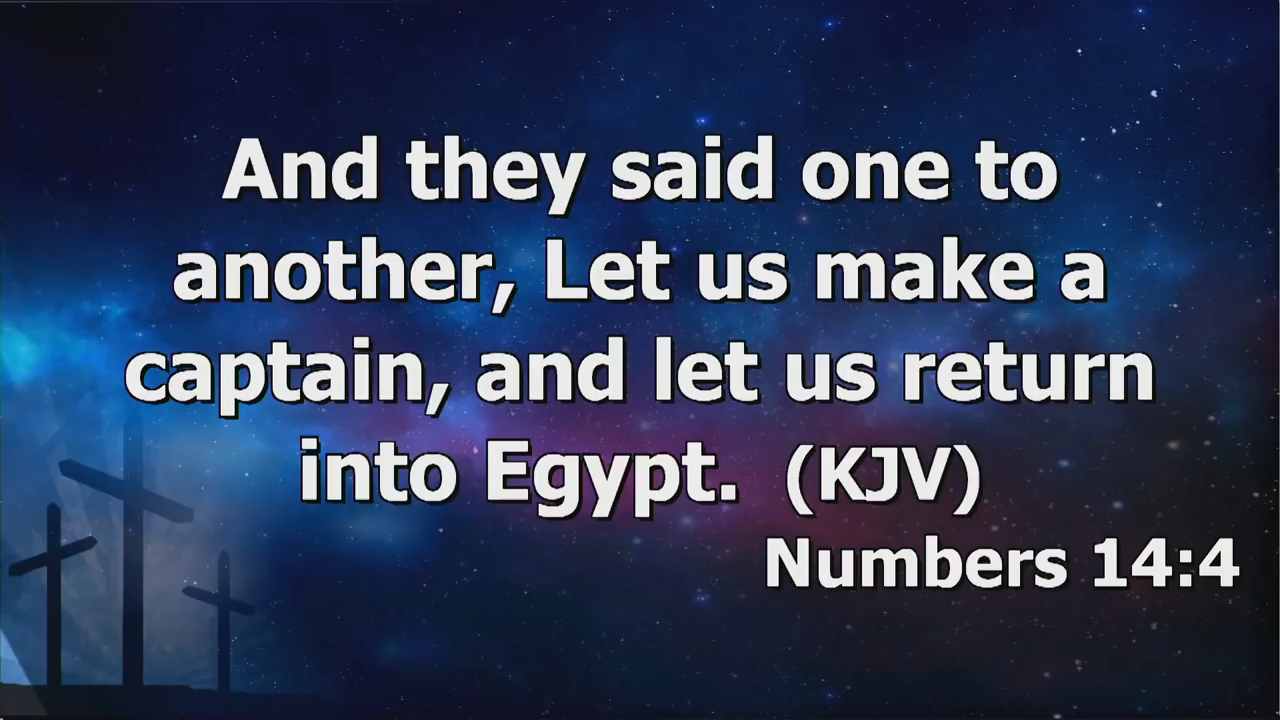 And they said one to
another, Let us make a
captain, and let us return
into Egypt.  (KJV)
Numbers 14:4